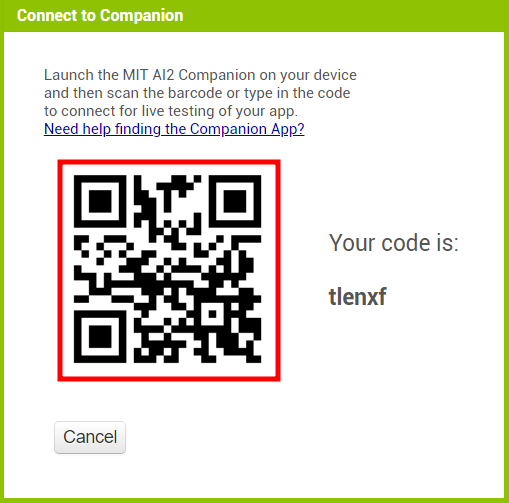 Connect to Companion
Launch the MIT AI2 Companion on your device
and then scan the barcode or type in the code
to connect for live testing of your app.
Need help finding the Companion App?
Your code is:
tlenxf
Cancel